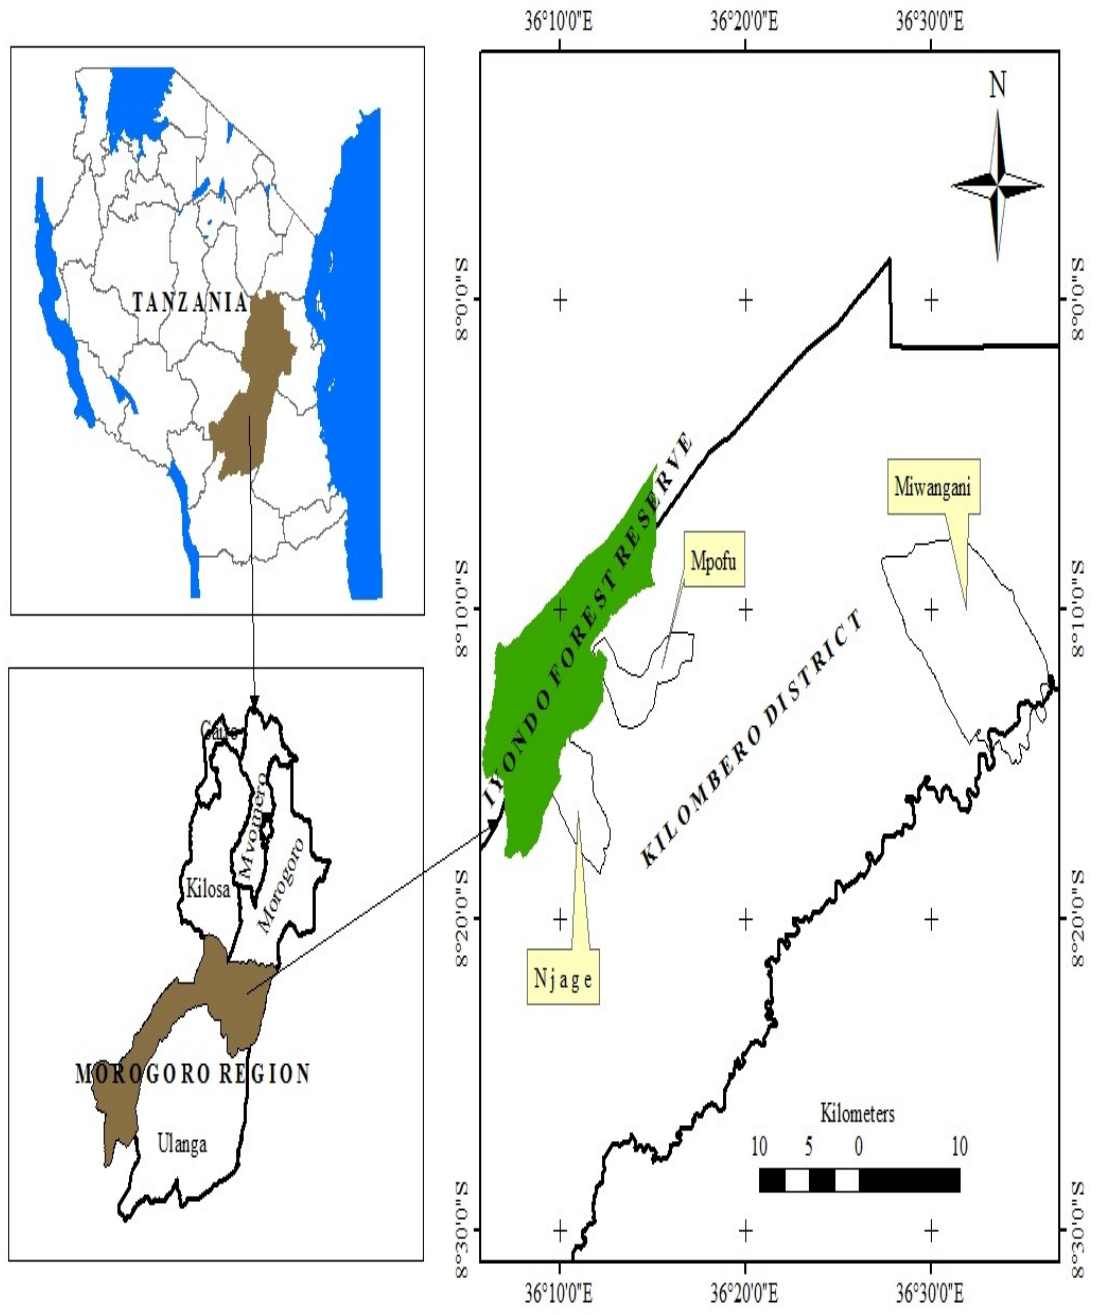 TANZANIA
Gairo
Mvomero
Kilosa
Morogoro
MOROGORO REGION
Ulanga
36°10'0"E 36°20'0"E 36°30'0"E
N
8°0'0"S 8°0'0"S
IYONDO FOREST RESERVE
Miwangani
Mpofu
8°10'0"S 8°10'0"S
KILOMBERO DISTRICT
8°20'0"S 8°20'0"S
Njage
Kilometers
10 5 0 10
8°30'0"S 8°30'0"S
36°10'0"E 36°20'0"E 36°30'0"E